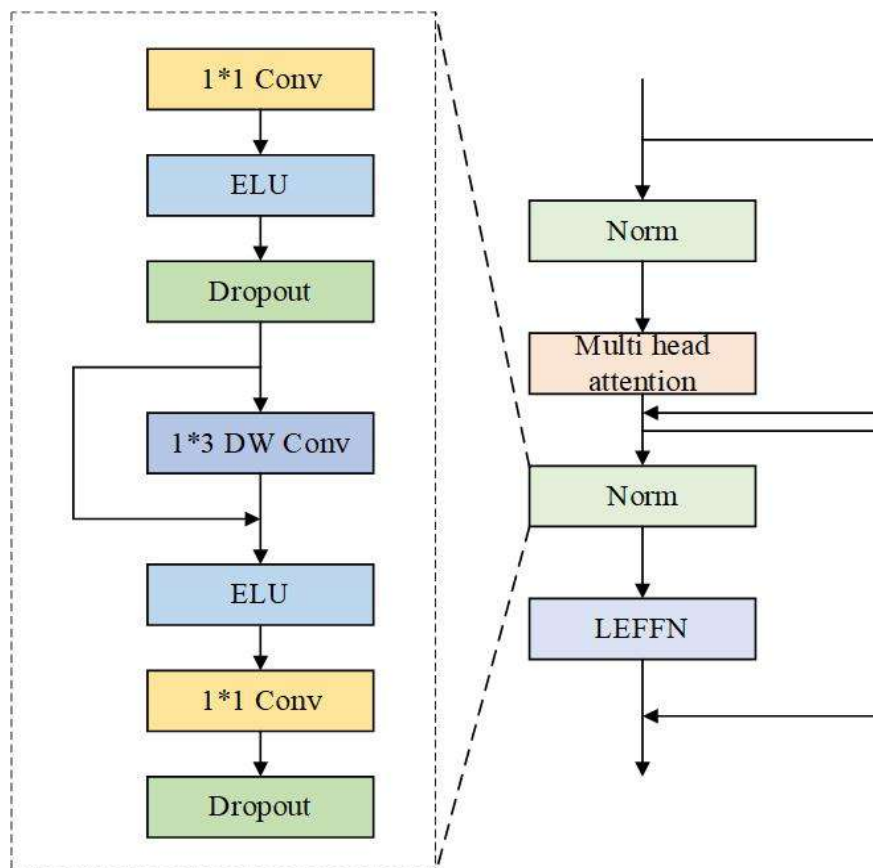 1*1 Conv
ELU
Dropout
1*3 DW Conv
ELU
1*1 Conv
Dropout
Norm
Multi head
attention
Norm
LEFFN